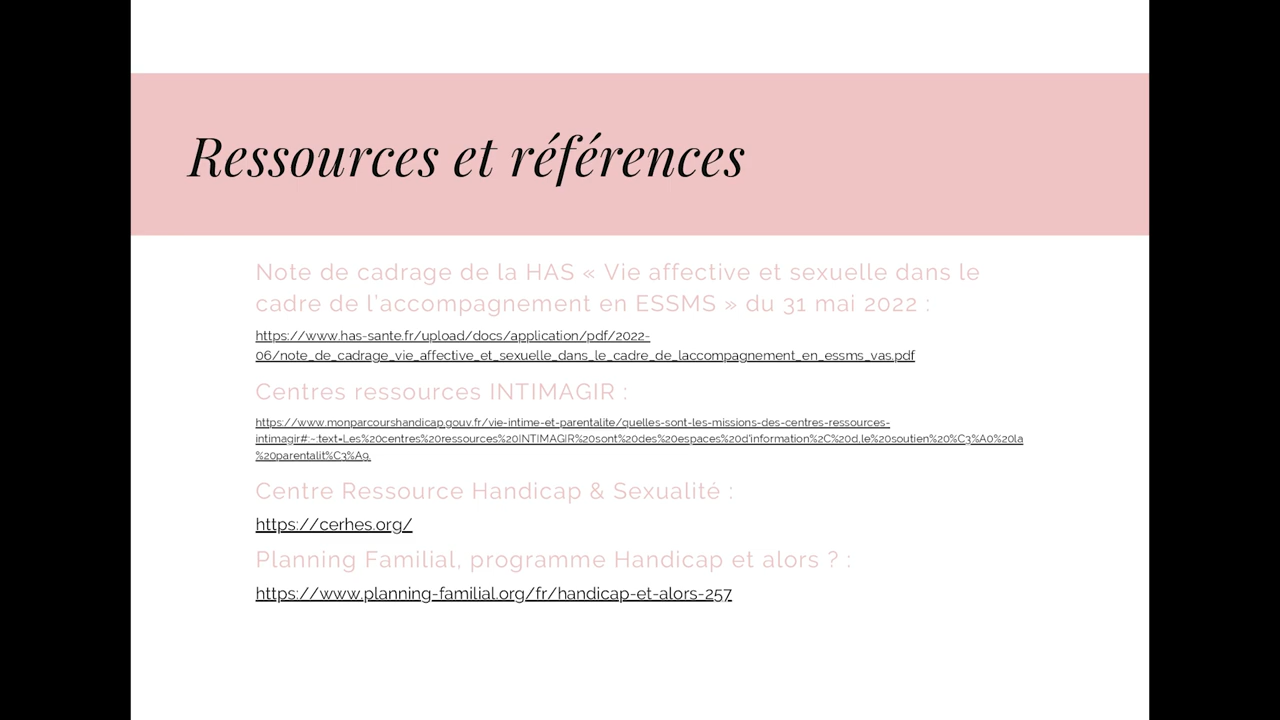 Ressources et références
Note de cadrage de la HAS « Vie affective et sexuelle dans le
cadre de l'accompagnement en ESSMS » du 31 mai 2022 :
https://www.has-sante.fr/upload/docs/application/pdf/2022-
06/note_de_cadrage_vie_affective_et_sexuelle_dans_le_cadre_de_laccompagnement_en_essms_vas.pdf
Centres ressources INTIMAGIR :
https://www.monparcourshandicap.gouv.fr/vie-intime-et-parentalite/quelles-sont-les-missions-des-centres-ressources-
intimagir#:~:text=Les%20centres%20ressources%20INTIMAGIR%20sont%20des%20espaces%20d'information%2C%20d,le%20soutien%20%C3%A0%20la
%20parentalit%C3%A9.
Centre Ressource Handicap & Sexualité :
https://cerhes.org/
Planning Familial, programme Handicap et alors ? :
https://www.planning-familial.org/fr/handicap-et-alors-257